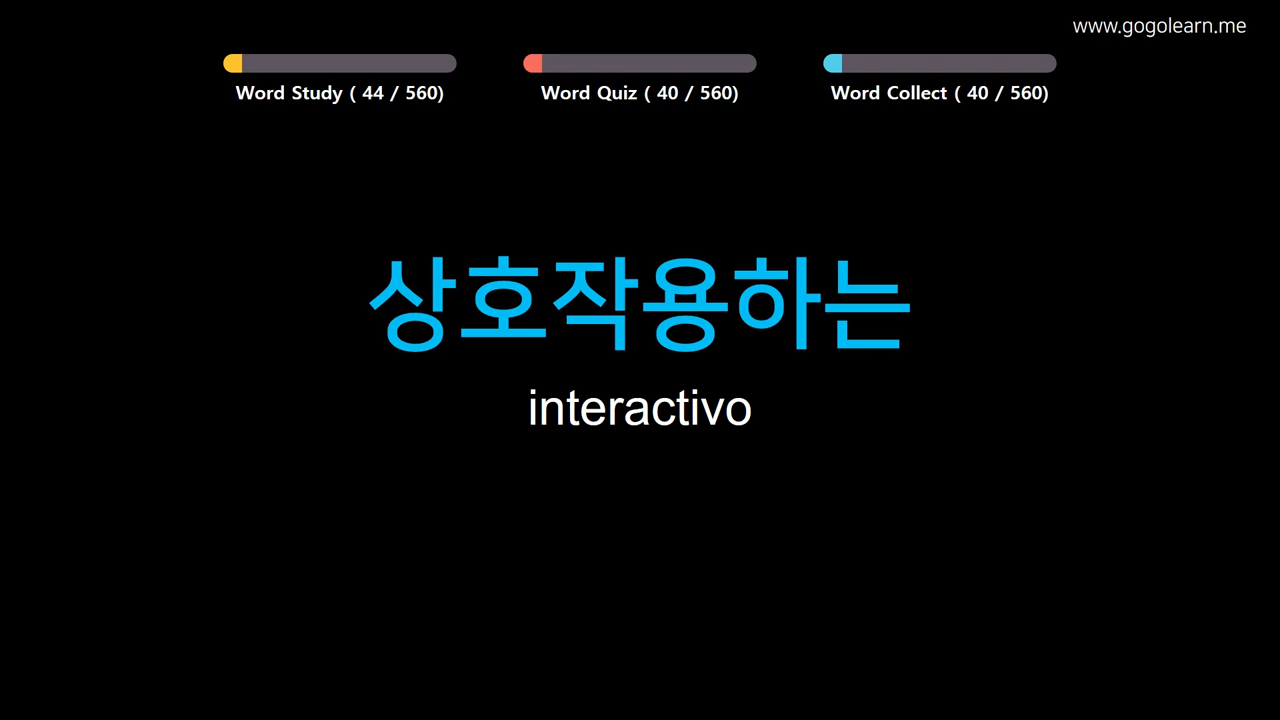 www.gogolearn.me
Word Study ( 44 / 560)
Word Quiz ( 40 / 560)
Word Collect ( 40 / 560)
상호작용하는
interactivo